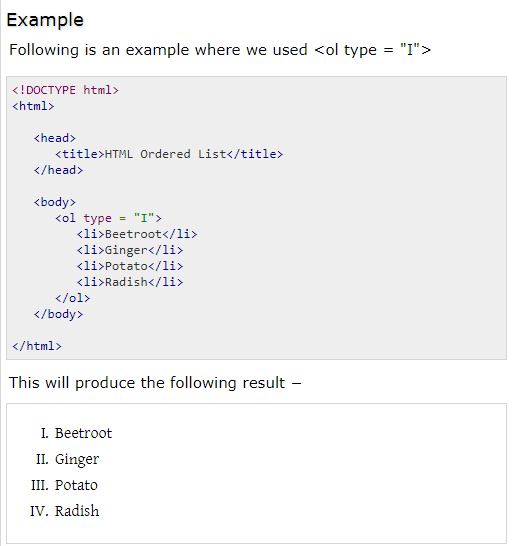 Example
Following is an example where we used <ol type = "I">
<!DOCTYPE html>
<html>
<head>
<title>HTML Ordered List</title>
</head>
<body>
<ol type = "I">
<li>Beetroot</li>
<li>Ginger</li>
<li>Potato</li>
<li>Radish</li>
</ol>
</body>
</html>
This will produce the following result −
I. Beetroot
II. Ginger
III. Potato
IV. Radish